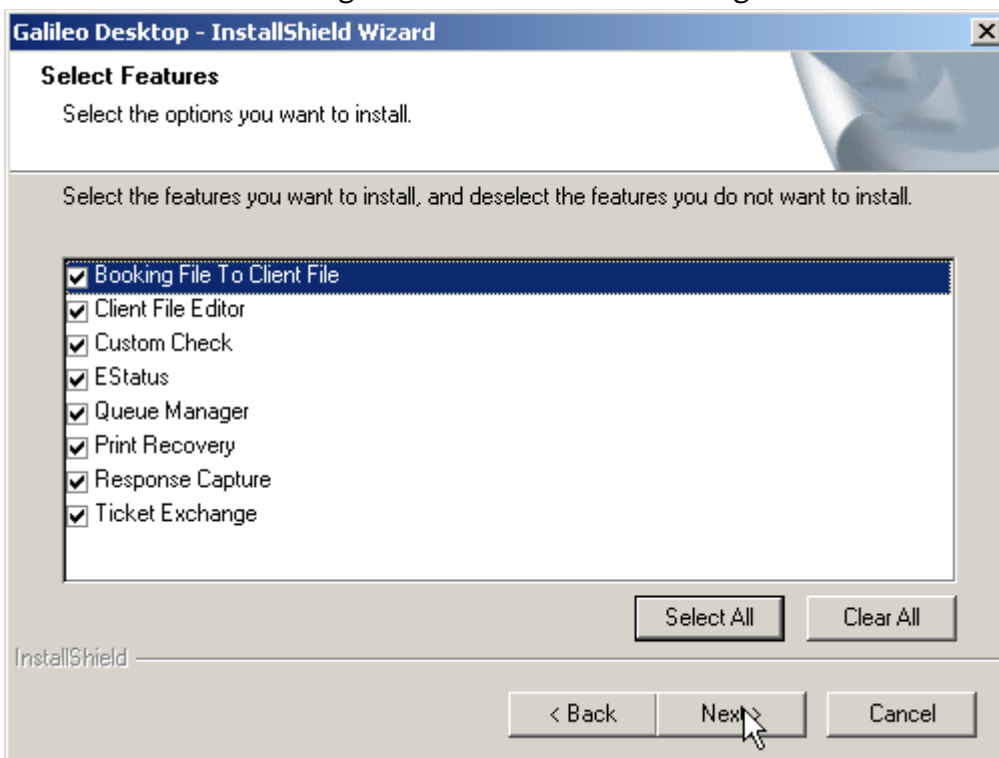 Galileo Desktop - InstallShield Wizard
Select Features
Select the options you want to install.
Select the features you want to install, and deselect the features you do not want to install.
Booking File To Client File
Client File Editor
Custom Check
EStatus
Queue Manager
Print Recovery
Response Capture
Ticket Exchange
Select All
Clear All
InstallShield
< Back
Next >
Cancel